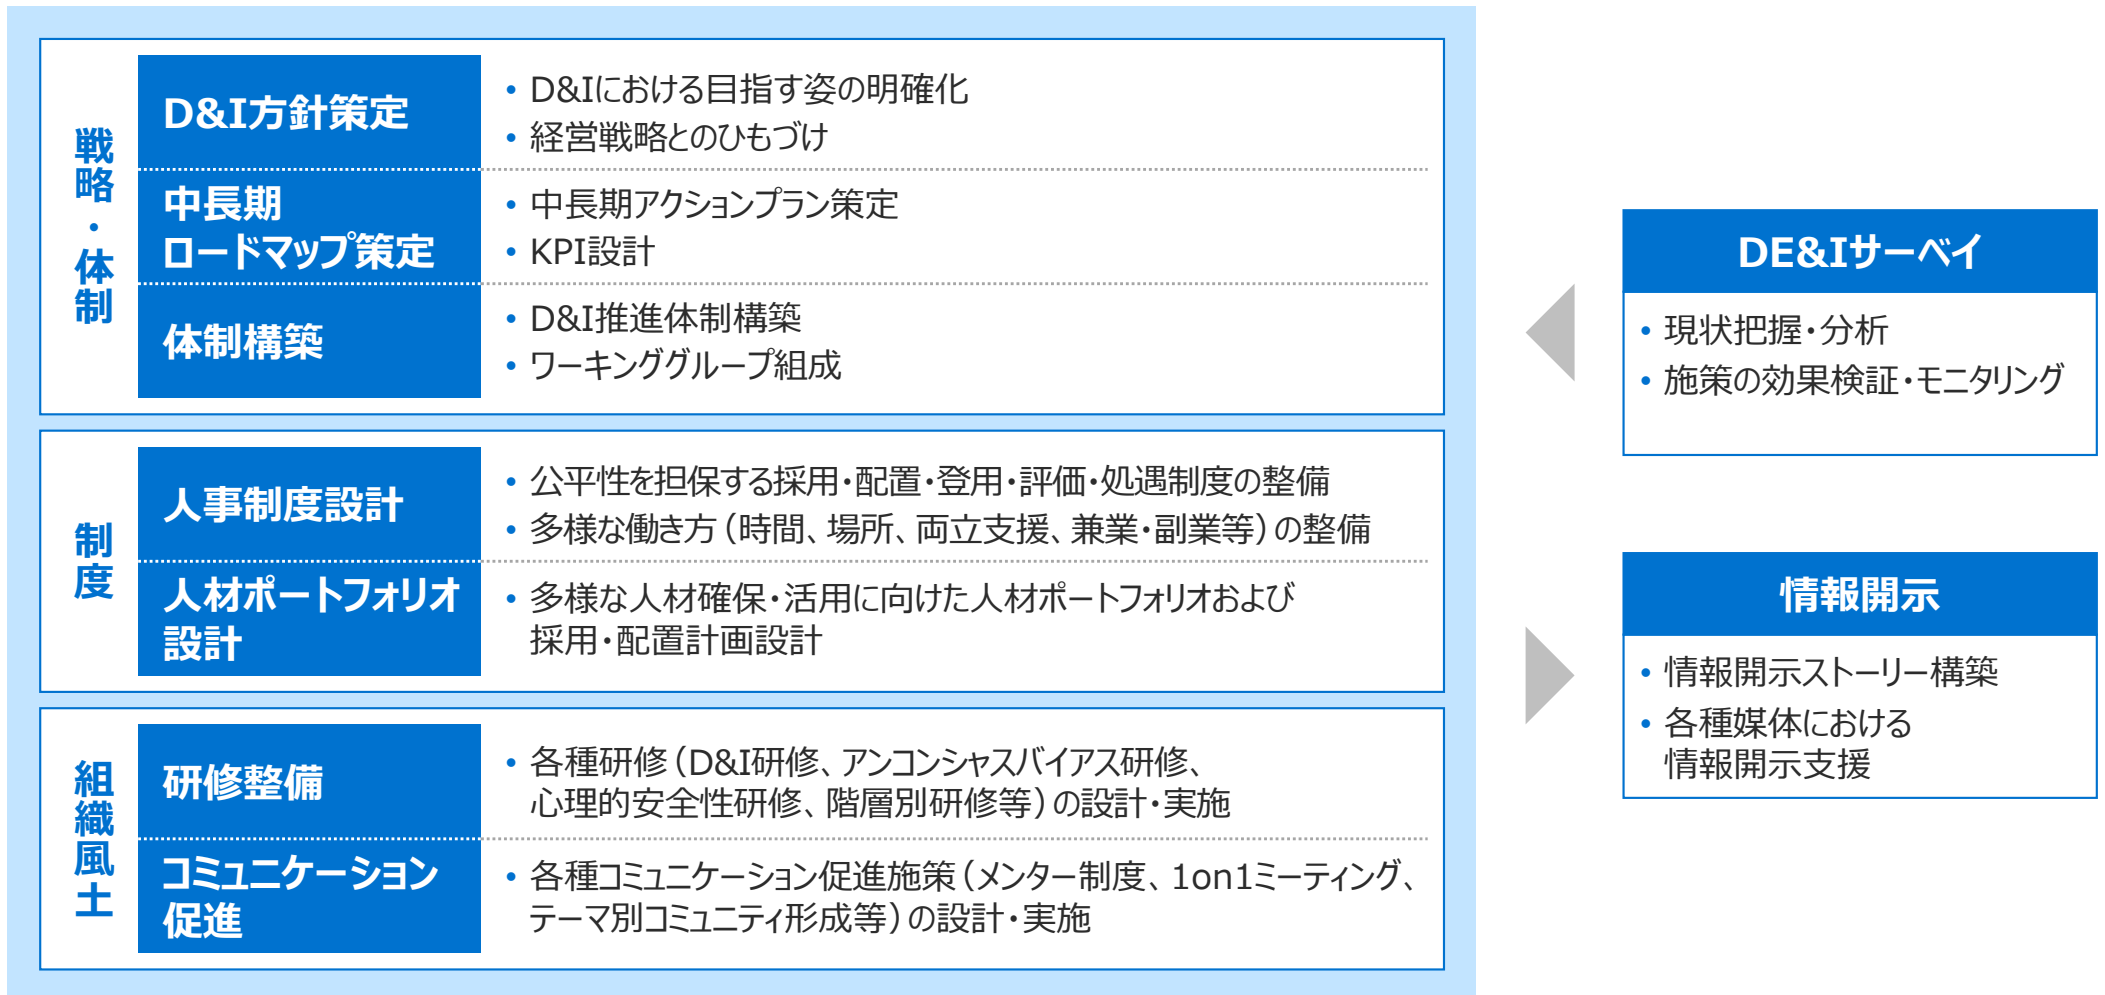 戦略・体制
D&I方針策定
• D&Iにおける目指す姿の明確化
• 経営戦略とのひもづけ
中長期
ロードマップ策定
• 中長期アクションプラン策定
• KPI設計
体制構築
• D&I推進体制構築
• ワーキンググループ組成
制度
人事制度設計
• 公平性を担保する採用・配置・登用・評価・処遇制度の整備
• 多様な働き方（時間、場所、両立支援、兼業・副業等）の整備
人材ポートフォリオ
設計
• 多様な人材確保・活用に向けた人材ポートフォリオおよび
採用・配置計画設計
組織風土
研修整備
• 各種研修（D&I研修、アンコンシャスバイアス研修、
心理的安全性研修、階層別研修等）の設計・実施
コミュニケーション
促進
• 各種コミュニケーション促進施策（メンター制度、1on1ミーティング、
テーマ別コミュニティ形成等）の設計・実施
DE&Iサーベイ
• 現状把握・分析
• 施策の効果検証・モニタリング
情報開示
• 情報開示ストーリー構築
• 各種媒体における
情報開示支援